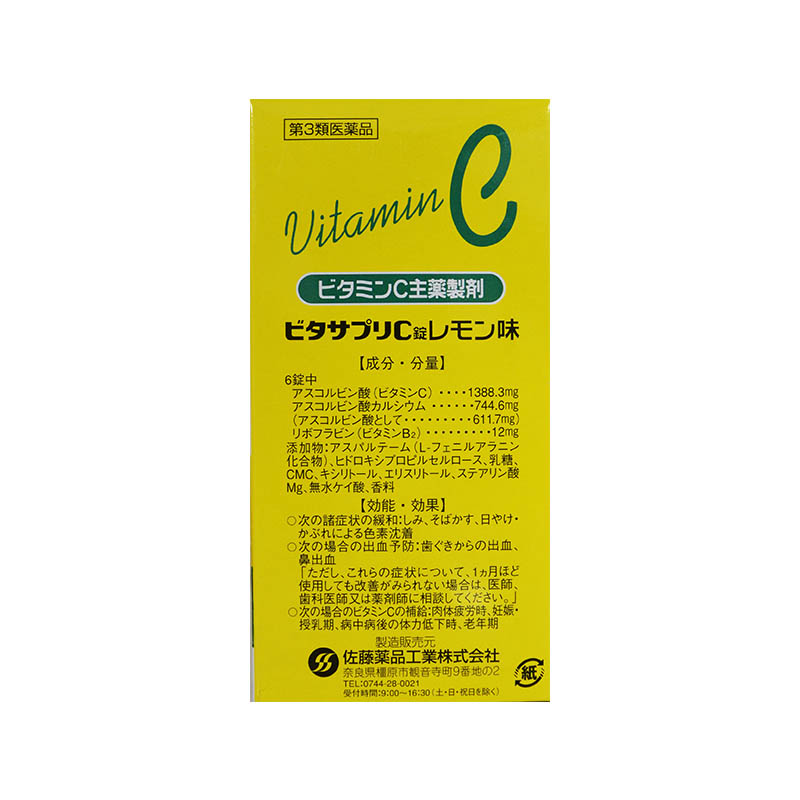 第3類医薬品
Vitamin C
ビタミンC主薬製剤
ビタサプリC錠レモン味
【成分・分量】
6錠中
アスコルビン酸(ビタミンC)・・・・1388.3mg
アスコルビン酸カルシウム・・・・・・744.6mg
(アスコルビン酸として・・・・・・・・・611.7mg)
リボフラビン(ビタミンB₂)・・・・・・・・・12mg
添加物:アスパルテーム(L-フェニルアラニン
化合物)、ヒドロキシプロピルセルロース、乳糖、
CMC、キシリトール、エリスリトール、ステアリン酸
Mg、無水ケイ酸、香料
【効能・効果】
○次の諸症状の緩和:しみ、そばかす、日やけ・
かぶれによる色素沈着
○次の場合の出血予防:歯ぐきからの出血、
鼻出血
「ただし、これらの症状について、1ヵ月ほど
使用しても改善がみられない場合は、医師、
歯科医師又は薬剤師に相談してください。」
○次の場合のビタミンCの補給:肉体疲労時、妊娠・
授乳期、病中病後の体力低下時、老年期
製造販売元
佐藤薬品工業株式会社
奈良県橿原市観音寺町9番地の2
TEL:0744-28-0021
受付時間:9:00〜16:30(土・日・祝日を除く)
紙